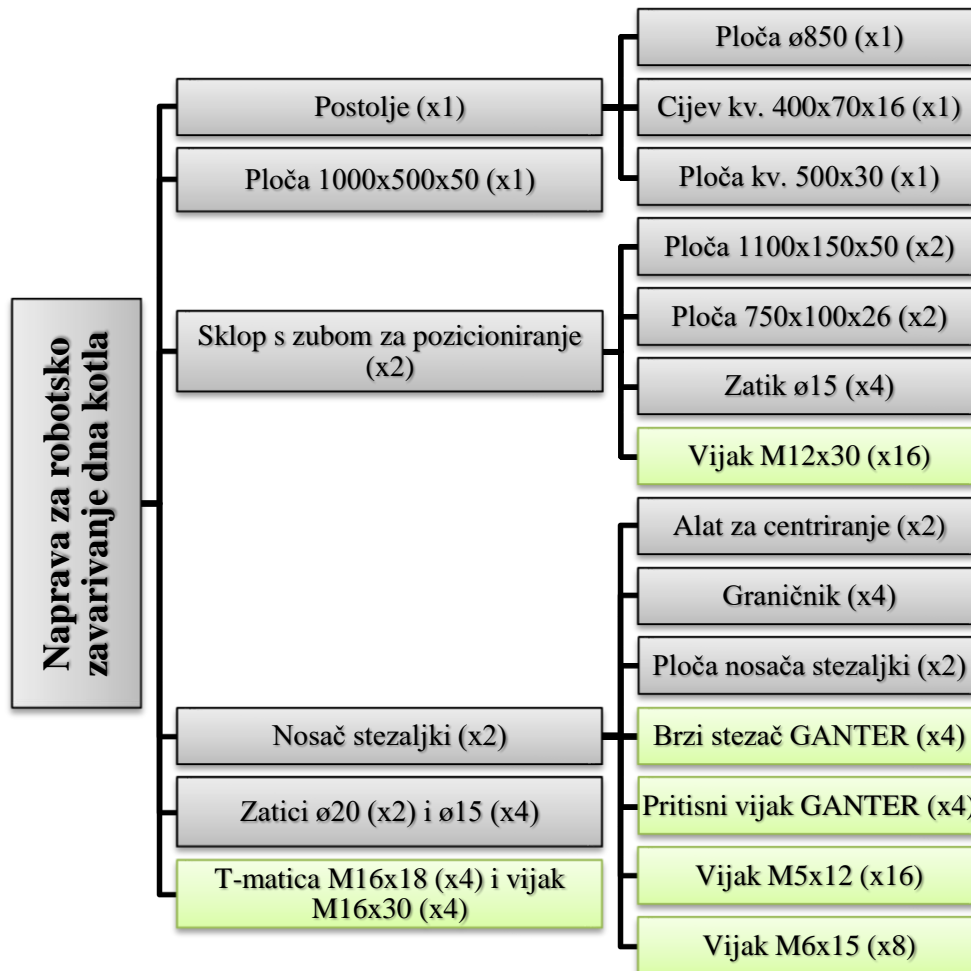 Naprava za robotsko
zavarivanje dna kotla
Postolje (x1)
Ploča ø850 (x1)
Cijev kv. 400x70x16 (x1)
Ploča kv. 500x30 (x1)
Ploča 1000x500x50 (x1)
Sklop s zubom za pozicioniranje
(x2)
Ploča 1100x150x50 (x2)
Ploča 750x100x26 (x2)
Zatik ø15 (x4)
Vijak M12x30 (x16)
Nosač stezaljki (x2)
Alat za centriranje (x2)
Graničnik (x4)
Ploča nosača stezaljki (x2)
Brzi stezač GANTER (x4)
Pritisni vijak GANTER (x4)
Vijak M5x12 (x16)
Vijak M6x15 (x8)
Zatici ø20 (x2) i ø15 (x4)
T-matica M16x18 (x4) i vijak
M16x30 (x4)